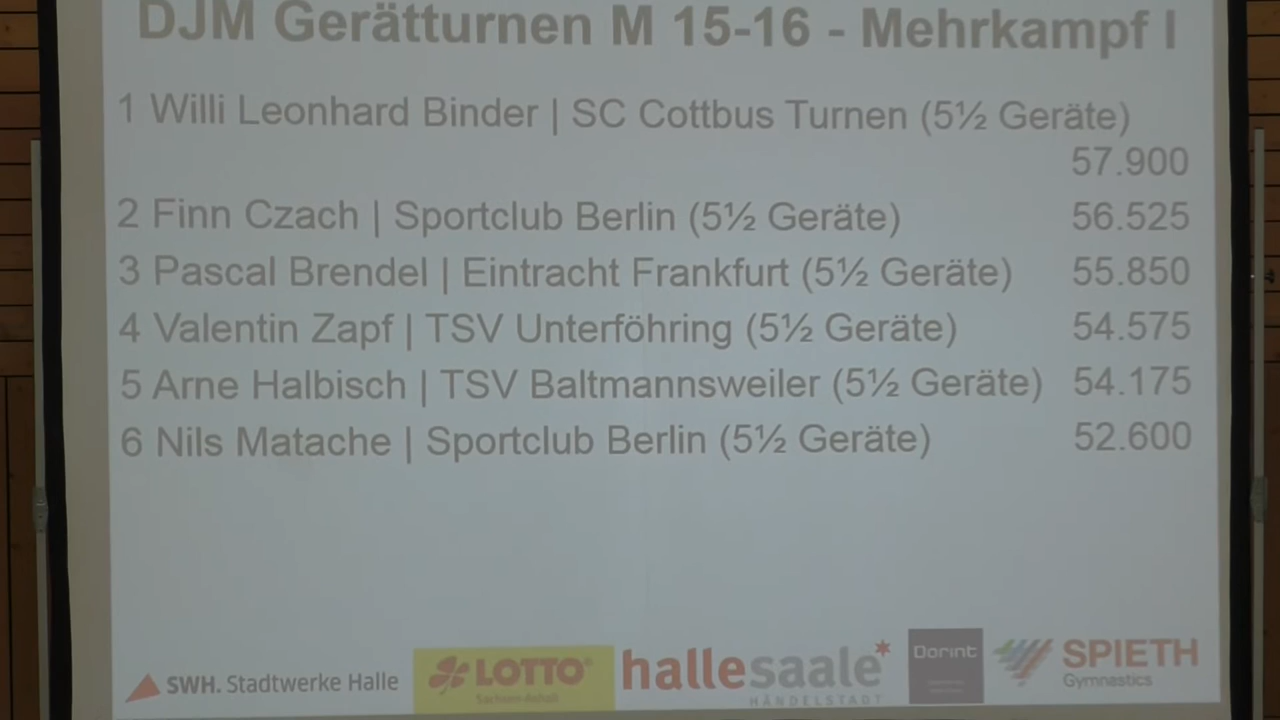 DJM Gerätturnen M 15-16 - Mehrkampf I
1 Willi Leonhard Binder | SC Cottbus Turnen (5½ Geräte)
57.900
2 Finn Czach | Sportclub Berlin (5½ Geräte) 56.525
3 Pascal Brendel | Eintracht Frankfurt (5½ Geräte) 55.850
4 Valentin Zapf | TSV Unterföhring (5½ Geräte) 54.575
5 Arne Halbisch | TSV Baltmannsweiler (5½ Geräte) 54.175
6 Nils Matache | Sportclub Berlin (5½ Geräte) 52.600
SWH. Stadtwerke Halle
LOTTO
Sachsen-Anhalt
hallesaale
HÄNDELSTADT
Dorint
SPIETH
Gymnastics